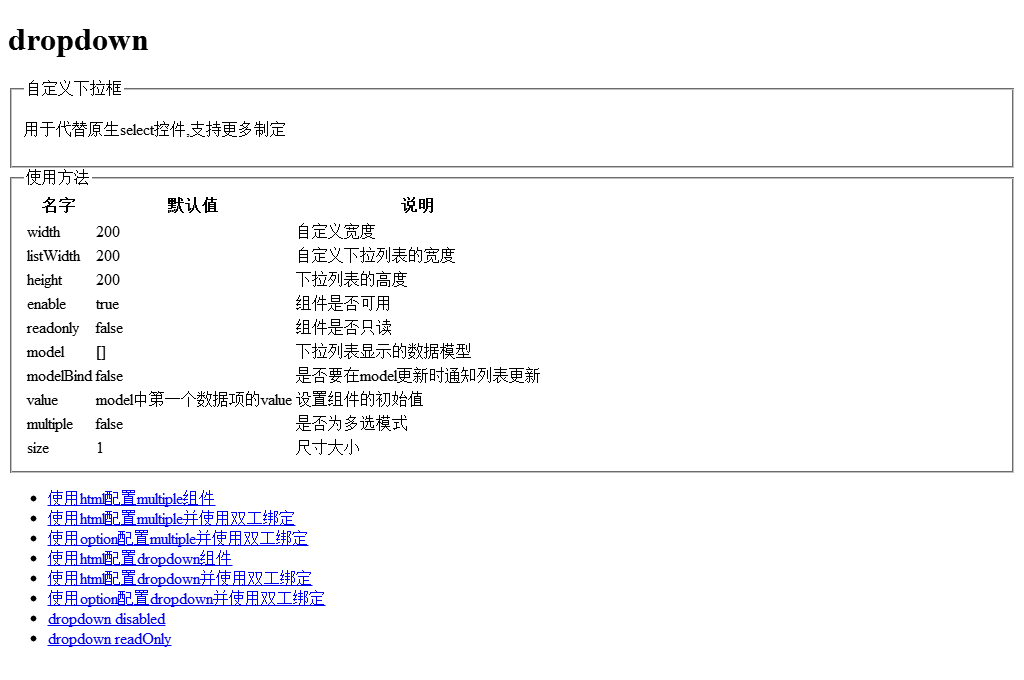 dropdown
自定义下拉框
用于代替原生select控件,支持更多制定
使用方法
名字 默认值 说明
width 200 自定义宽度
listWidth 200 自定义下拉列表的宽度
height 200 下拉列表的高度
enable true 组件是否可用
readonly false 组件是否只读
model [] 下拉列表显示的数据模型
modelBind false 是否要在model更新时通知列表更新
value model中第一个数据项的value 设置组件的初始值
multiple false 是否为多选模式
size 1 尺寸大小
使用html配置multiple组件
使用html配置multiple并使用双工绑定
使用option配置multiple并使用双工绑定
使用html配置dropdown组件
使用html配置dropdown并使用双工绑定
使用option配置dropdown并使用双工绑定
dropdown disabled
dropdown readOnly